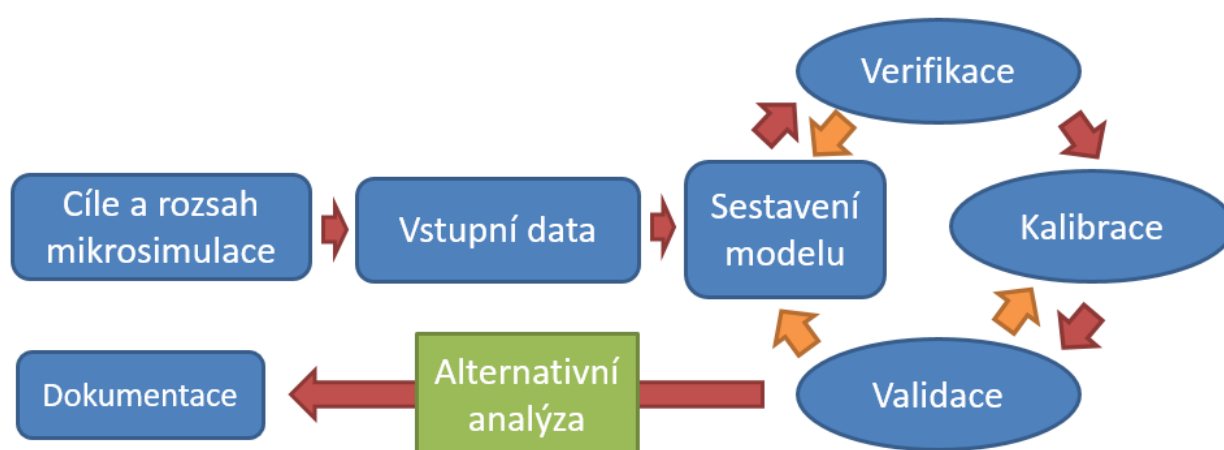 Verifikace
Cíle a rozsah
mikrosimulace
Vstupní data
Sestavení
modelu
Kalibrace
Dokumentace
Alternativní
analýza
Validace